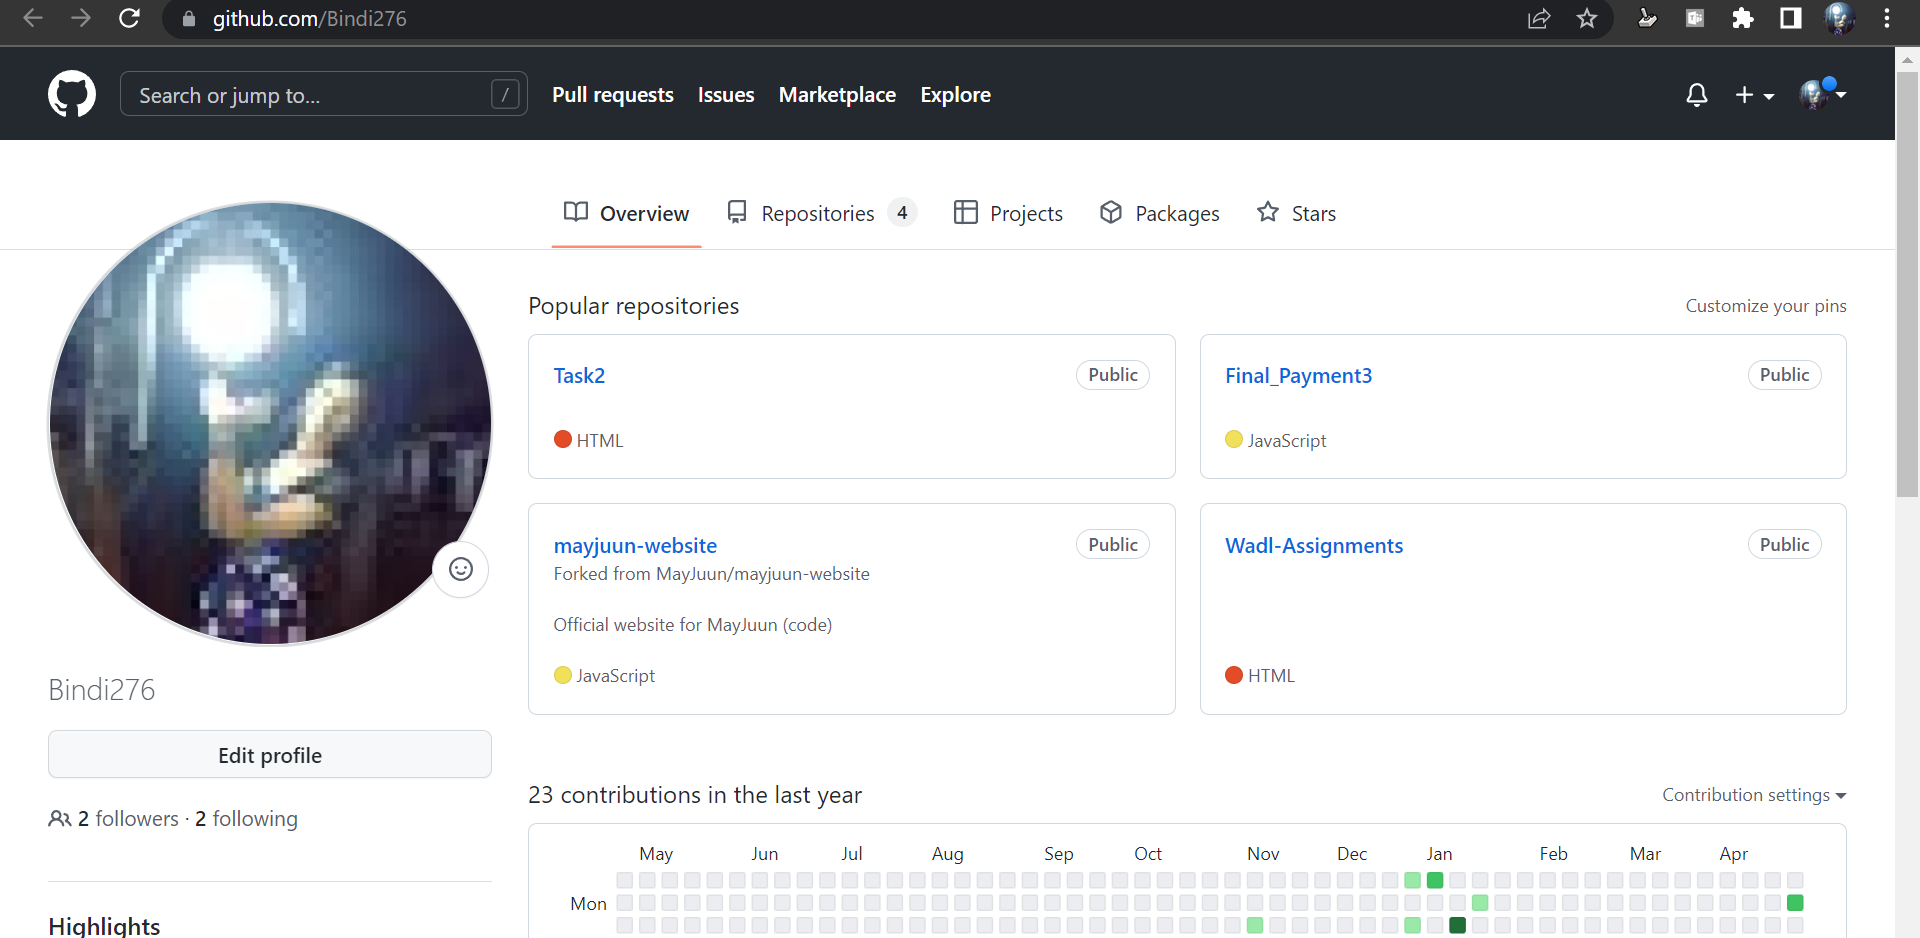 github.com/Bindi276
Search or jump to... /
Pull requests Issues Marketplace Explore
Overview Repositories 4 Projects Packages Stars
Popular repositories
Customize your pins
Task2 Public
HTML
Final_Payment3 Public
JavaScript
mayjuun-website Public
Forked from MayJuun/mayjuun-website
Official website for MayJuun (code)
JavaScript
Wadl-Assignments Public
HTML
Bindi276
Edit profile
2 followers · 2 following
Highlights
23 contributions in the last year
Contribution settings
May Jun Jul Aug Sep Oct Nov Dec Jan Feb Mar Apr
Mon